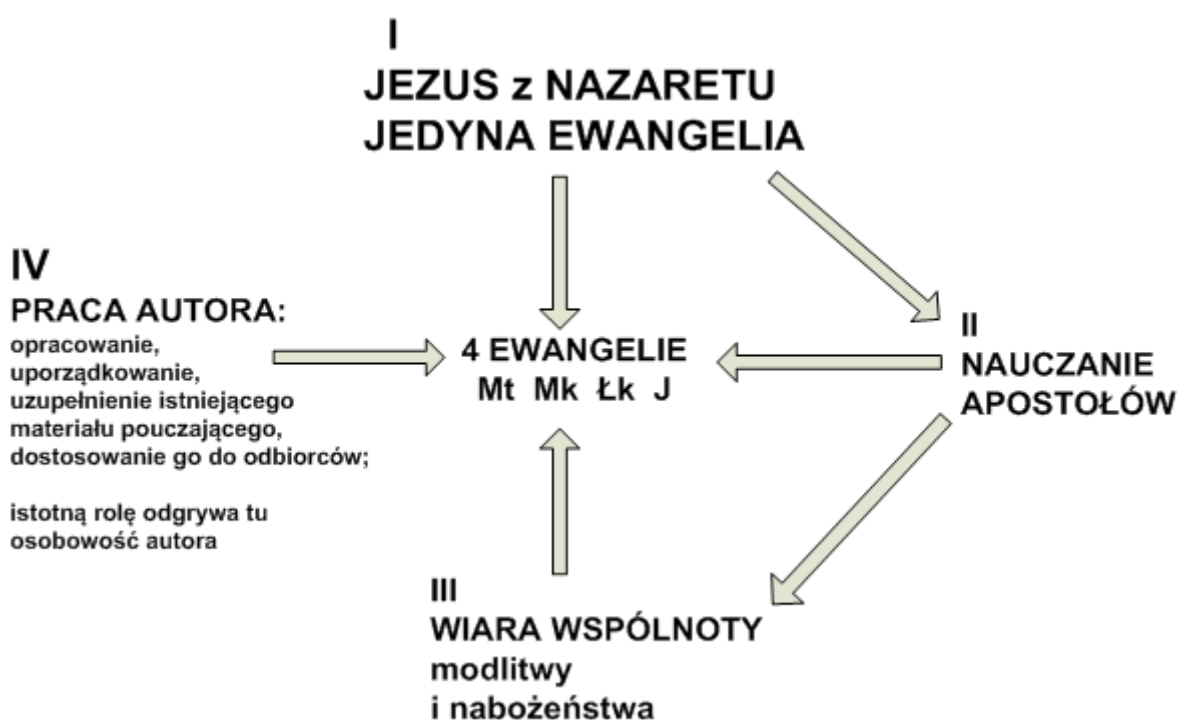 I
JEZUS z NAZARETU
JEDYNA EWANGELIA
IV
PRACA AUTORA:
opracowanie,
uporządkowanie,
uzupełnienie istniejącego
materiału pouczającego,
dostosowanie go do odbiorców;
istotną rolę odgrywa tu
osobowość autora
4 EWANGELIE
Mt Mk Łk J
II
NAUCZANIE
APOSTOŁÓW
III
WIARA WSPÓLNOTY
modlitwy
i nabożeństwa